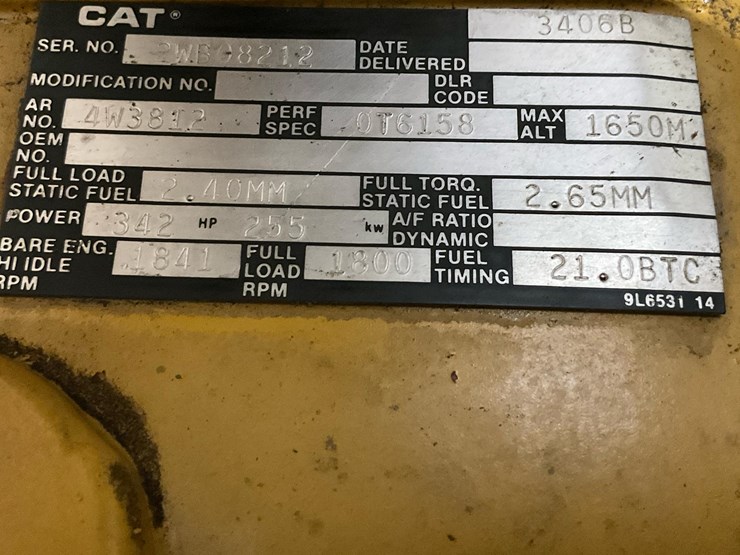 CAT®
3406B
SER. NO. 2WB98212 DATE DELIVERED
MODIFICATION NO. DLR CODE
AR NO. 4W3812 PERF SPEC 0T6158 MAX ALT 1650M
OEM NO.
FULL LOAD STATIC FUEL 2.40MM FULL TORQ. STATIC FUEL 2.65MM
POWER 342 HP 255 kw A/F RATIO DYNAMIC
BARE ENG. HI IDLE RPM 1841 FULL LOAD RPM 1800 FUEL TIMING 21.0BTC
9L6531 14